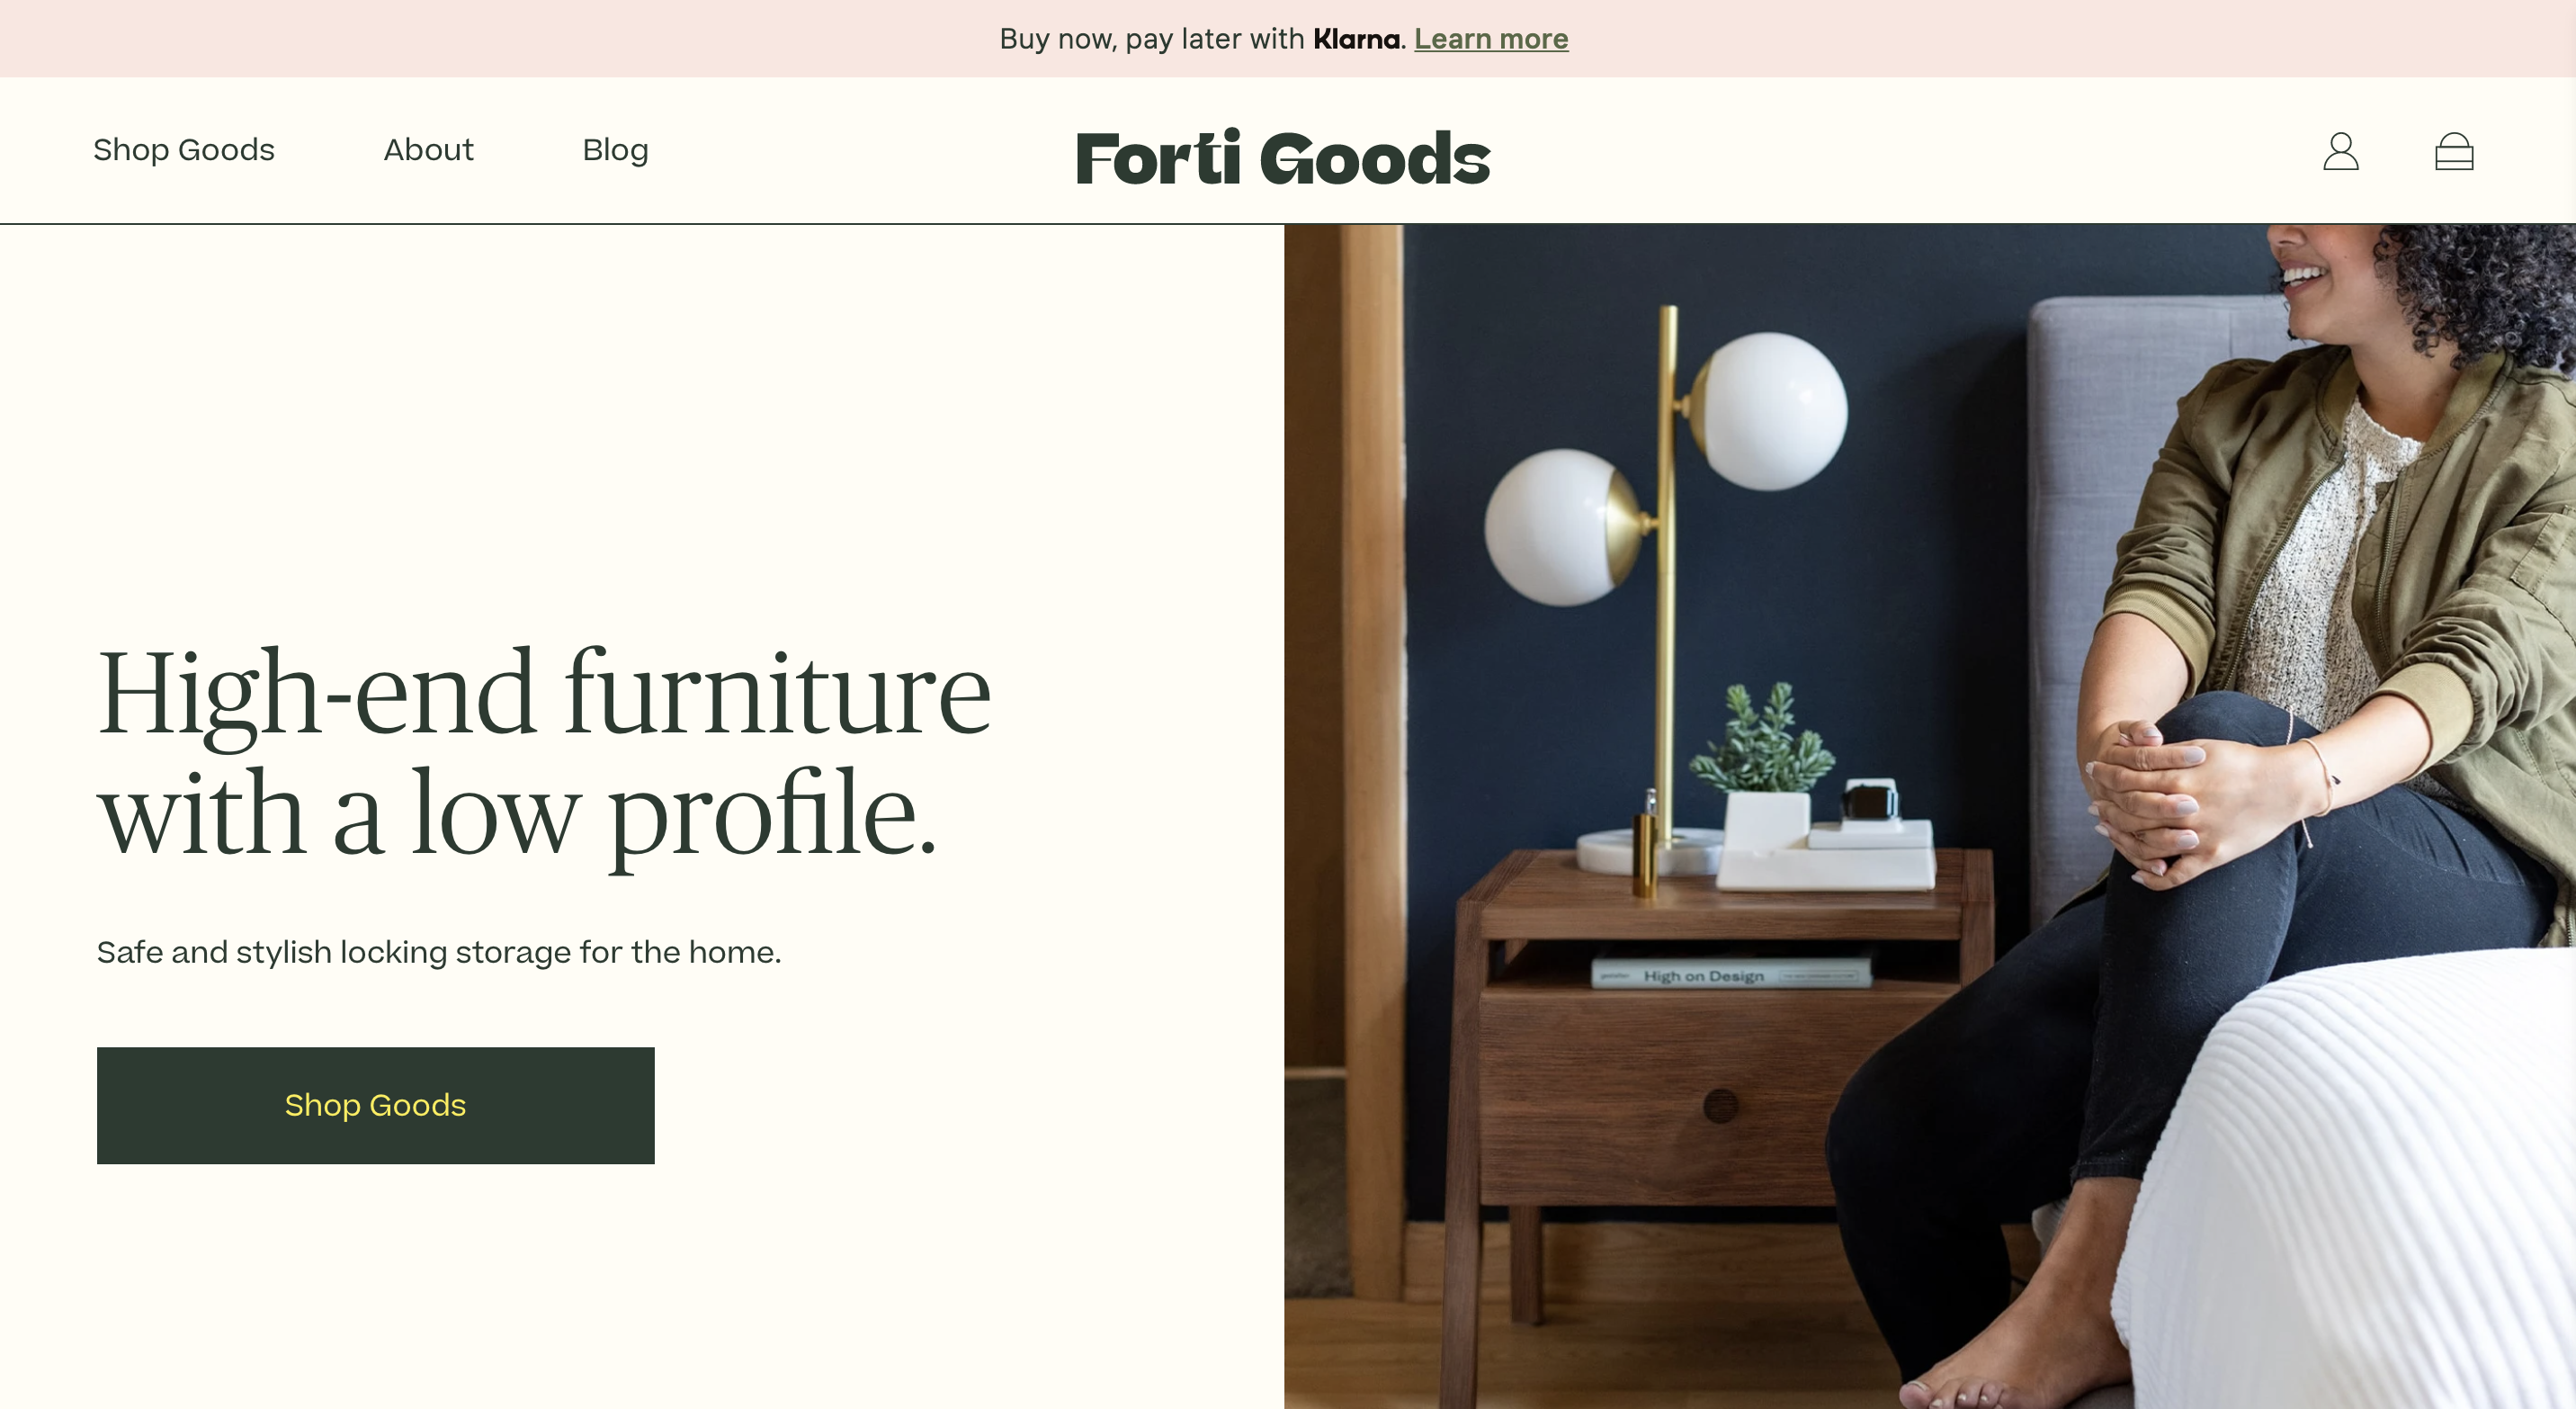 Buy now, pay later with Klarna. Learn more
Shop Goods
About
Blog
Forti Goods
High-end furniture
with a low profile.
Safe and stylish locking storage for the home.
Shop Goods
High on Design